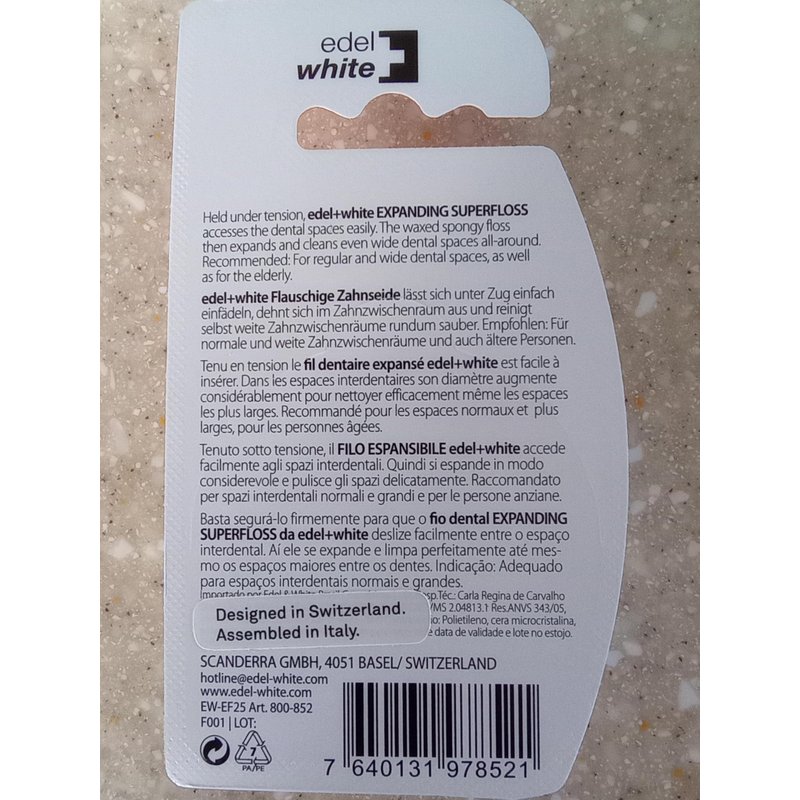 edel
white
Held under tension, edel+white EXPANDING SUPERFLOSS
accesses the dental spaces easily. The waxed spongy floss
then expands and cleans even wide dental spaces all-around.
Recommended: For regular and wide dental spaces, as well
as for the elderly.
edel+white Flauschige Zahnseide lässt sich unter Zug einfach
einfädeln, dehnt sich im Zahnzwischenraum aus und reinigt
selbst weite Zahnzwischenräume rundum sauber. Empfohlen: Für
normale und weite Zahnzwischenräume und auch ältere Personen.
Tenu en tension le fil dentaire expansé edel+white est facile à
insérer. Dans les espaces interdentaires son diamètre augmente
considérablement pour nettoyer efficacement même les espaces
les plus larges. Recommandé pour les espaces normaux et plus
larges, pour les personnes âgées.
Tenuto sotto tensione, il FILO ESPANSIBILE edel+white accede
facilmente agli spazi interdentali. Quindi si espande in modo
considerevole e pulisce gli spazi delicatamente. Raccomandato
per spazi interdentali normali e grandi e per le persone anziane.
Basta segurá-lo firmemente para que o fio dental EXPANDING
SUPERFLOSS da edel+white deslize facilmente entre o espaço
interdental. Aí ele se expande e limpa perfeitamente até mes-
mo os espaços maiores entre os dentes. Indicação: Adequado
para espaços interdentais normais e grandes.
Importado por Edel & White Brazil Carla Regina de Carvalho
2.04813.1 Res.ANVS 343/05,
Polietileno, cera microcristalina,
e data de validade e lote no estojo.
Designed in Switzerland.
Assembled in Italy.
SCANDERRA GMBH, 4051 BASEL/ SWITZERLAND
hotline@edel-white.com
www.edel-white.com
EW-EF25 Art. 800-852
F001 | LOT:
7
PA/PE
7 640131 978521